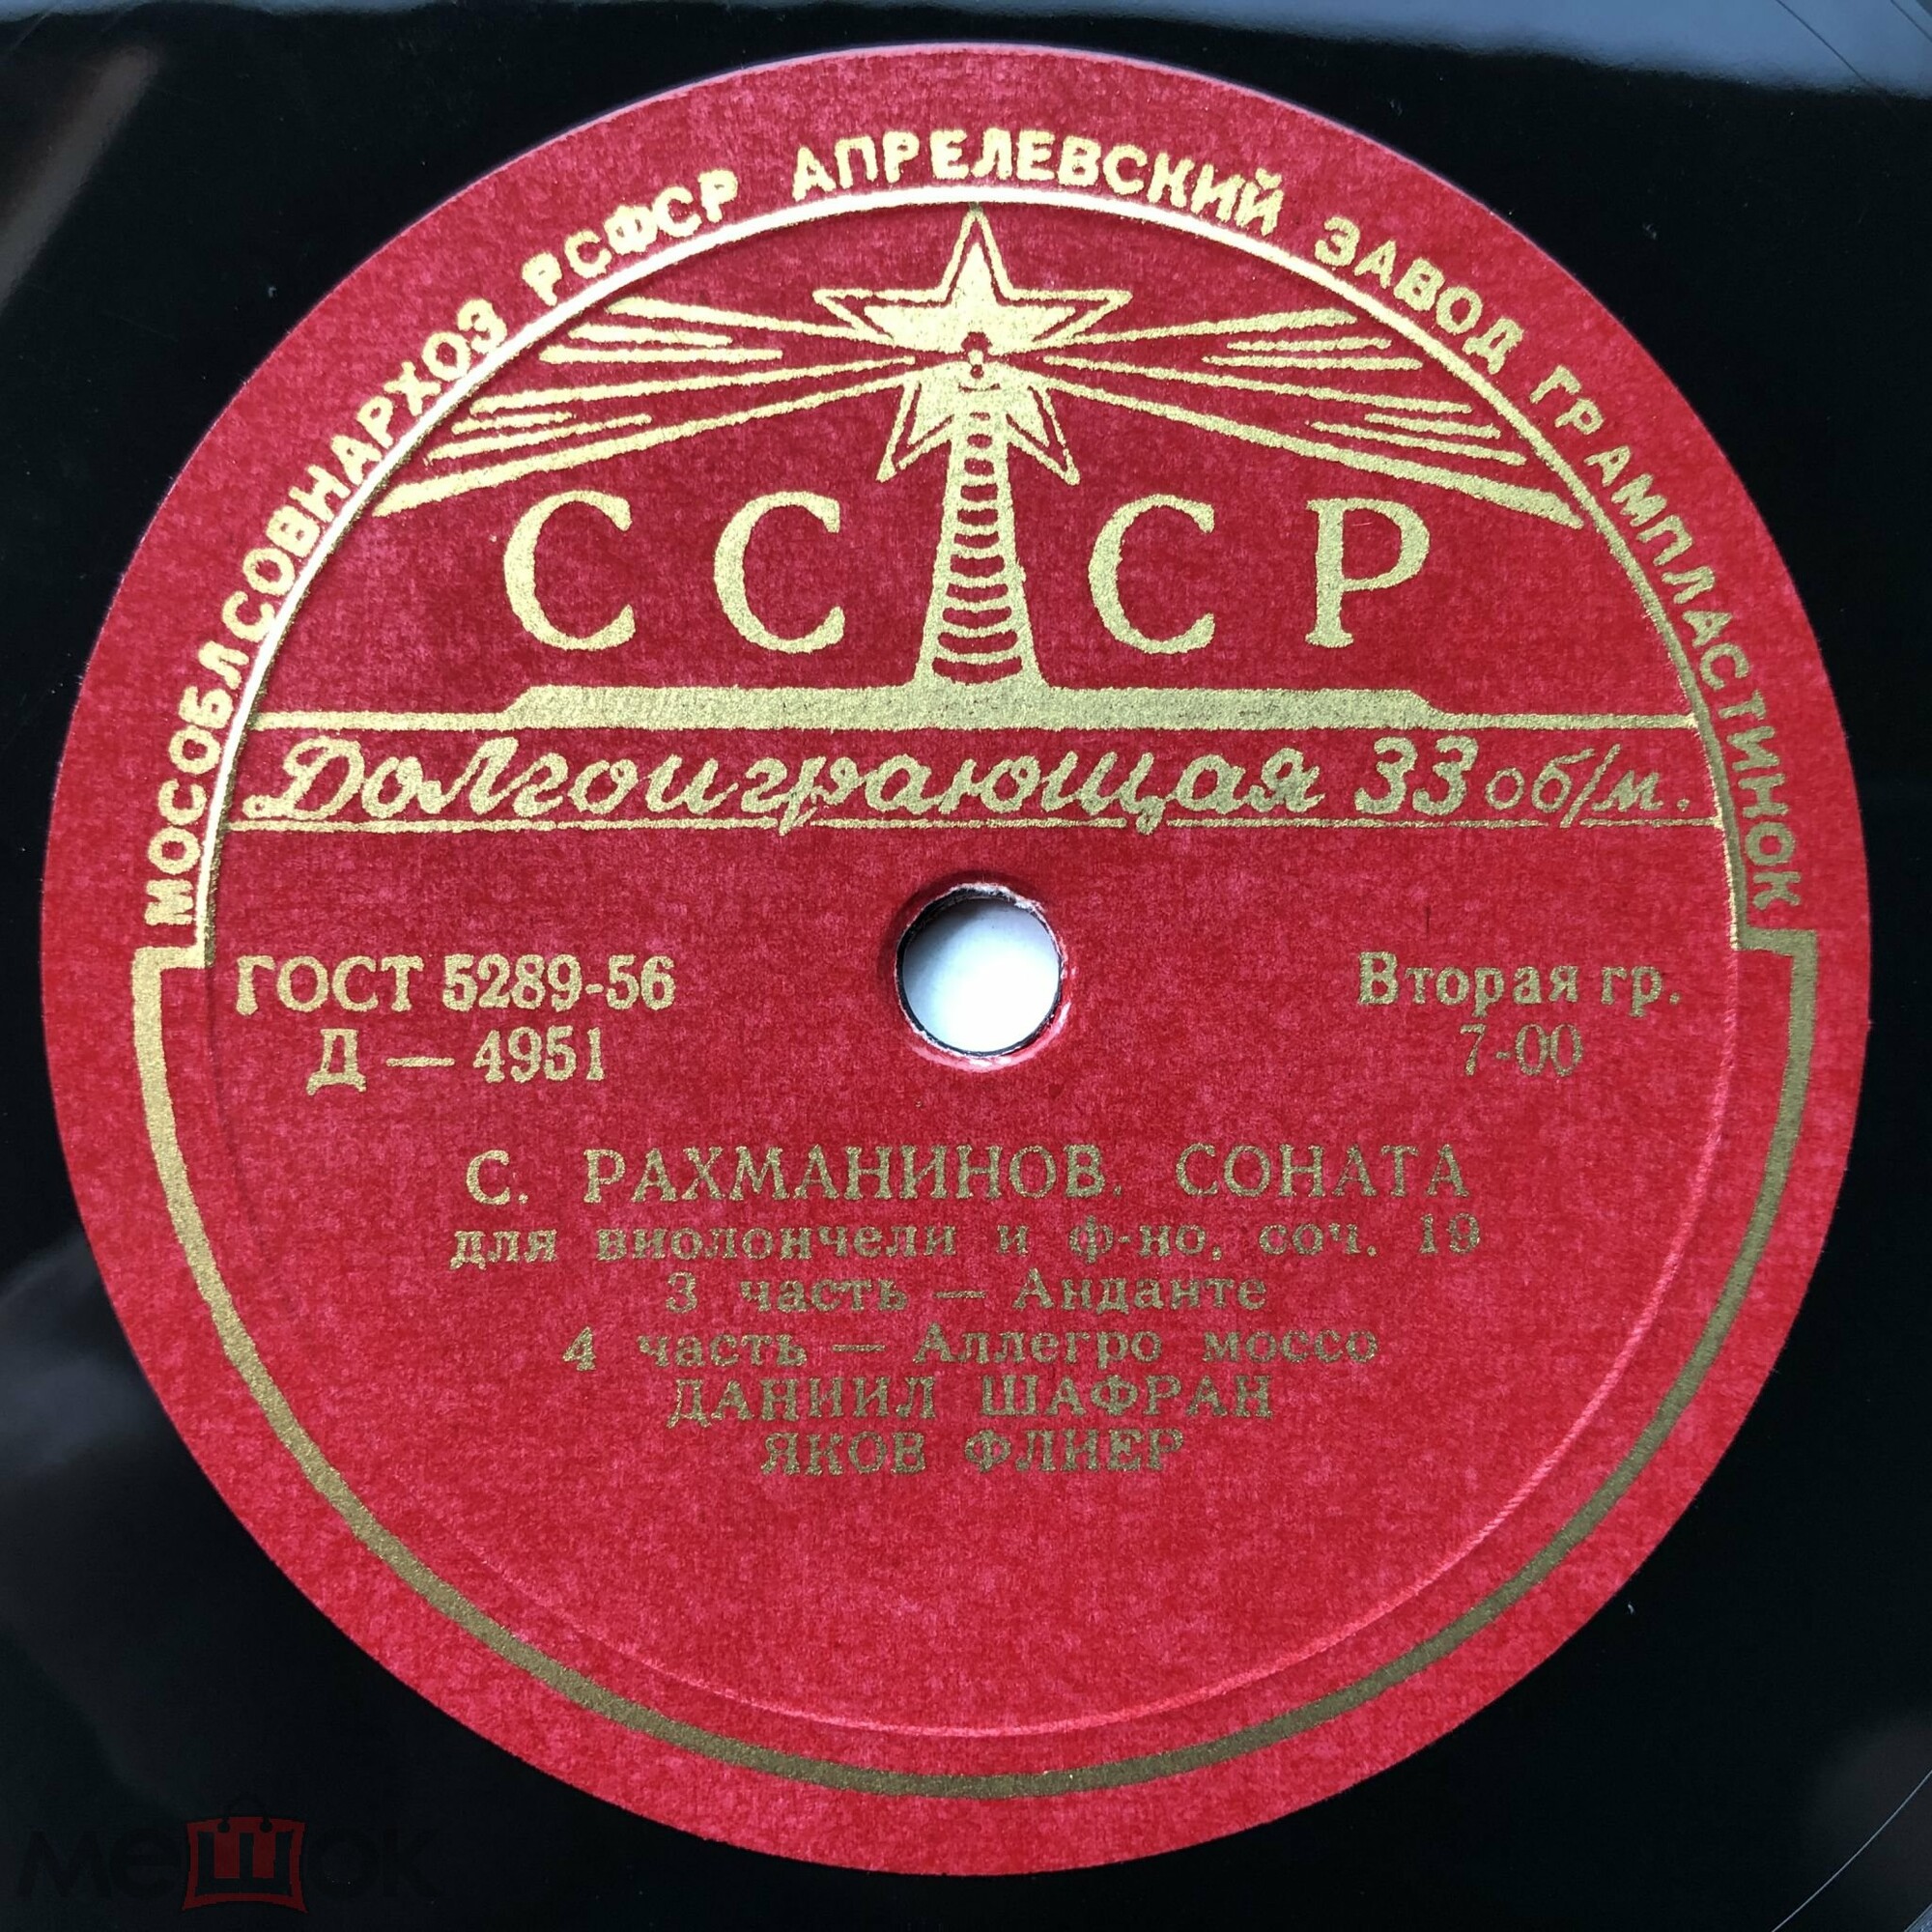 МОСОБЛСОВНАРХОЗ РСФСР АПРЕЛЕВСКИЙ ЗАВОД ГРАМПЛАСТИНОК
СССР
Долгоиграющая 33 об/м.
ГОСТ 5289-56
Д — 4951
Вторая гр.
7-00
С. РАХМАНИНОВ. СОНАТА
для виолончели и ф-но, соч. 19
3 часть — Анданте
4 часть — Аллегро моссо
ДАНИИЛ ШАФРАН
ЯКОВ ФЛИЕР
мешок